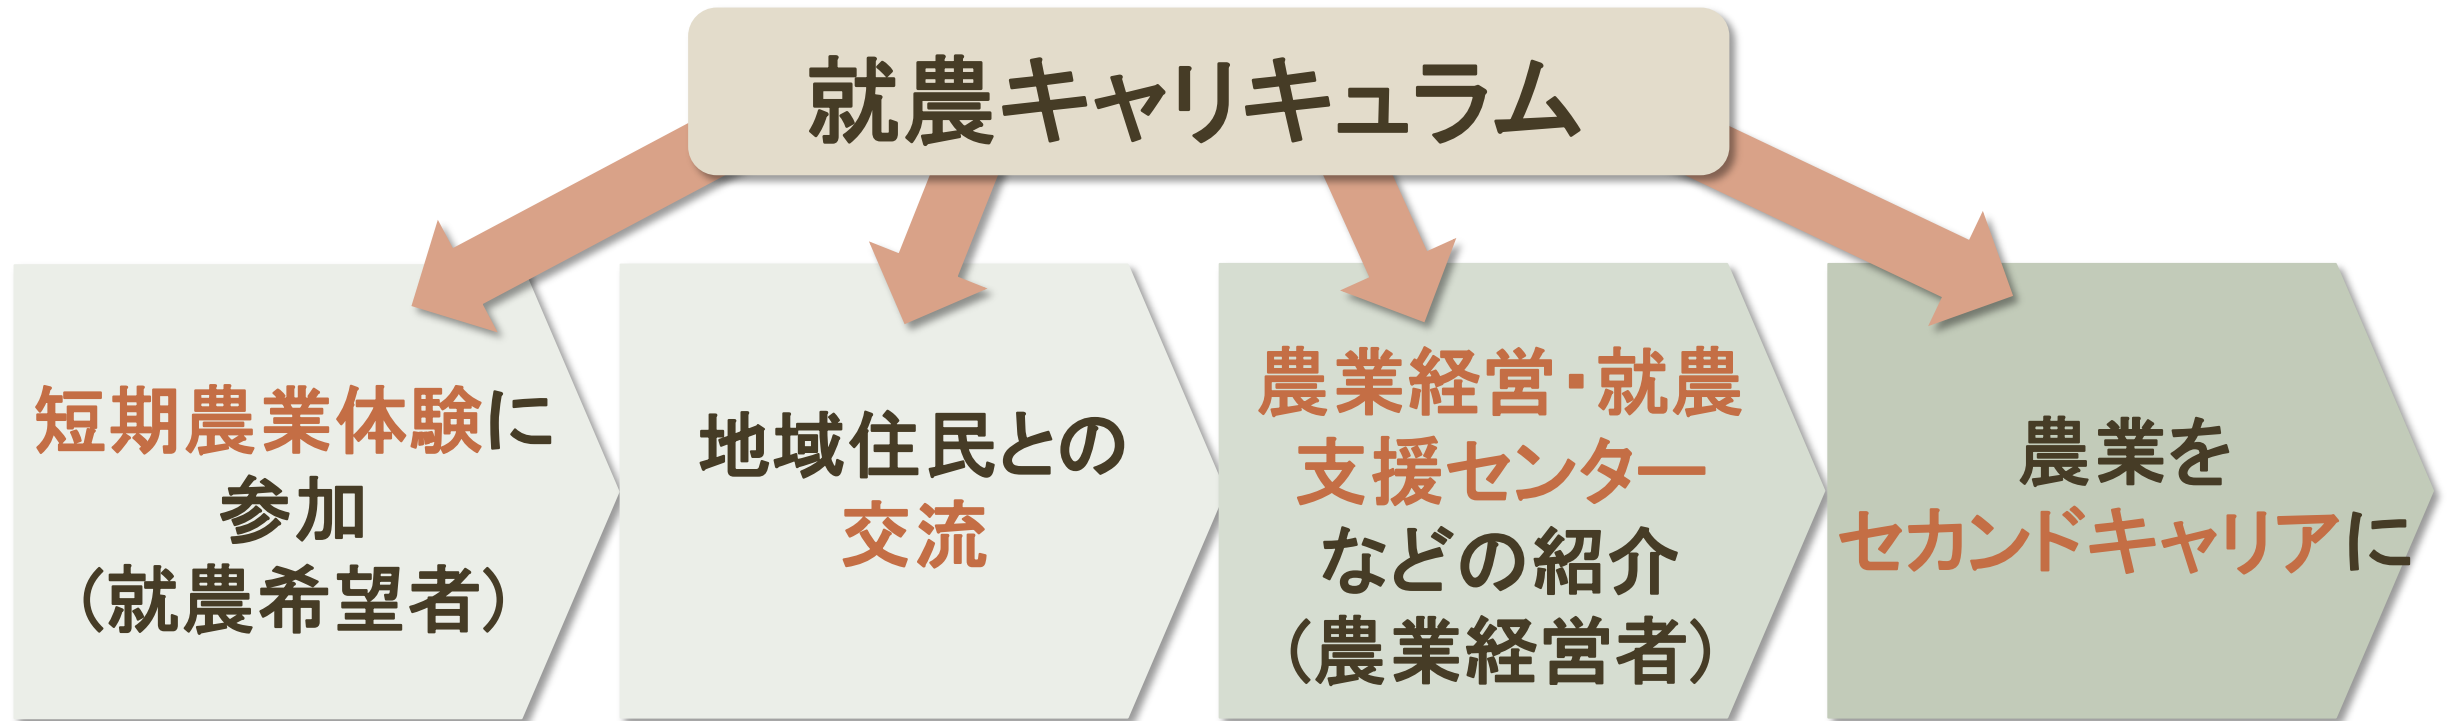 就農キャリキュラム
短期農業体験に
参加
（就農希望者）
地域住民との
交流
農業経営・就農
支援センター
などの紹介
（農業経営者）
農業を
セカンドキャリアに